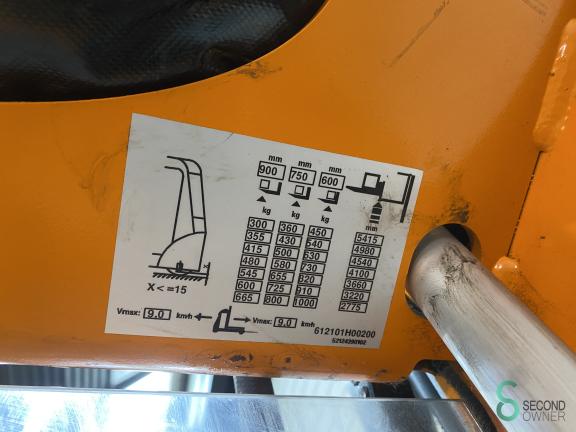 mm mm mm
900 750 600
kg kg kg mm
300 360 450 5415
355 430 540 4980
415 500 630 4540
480 580 730 4100
545 655 820 3660
600 725 910 3220
665 800 1000 2775
X < =15
Vmax: 9.0 km/h Vmax: 9.0 km/h
612101H00200
52124390102
SECOND
OWNER